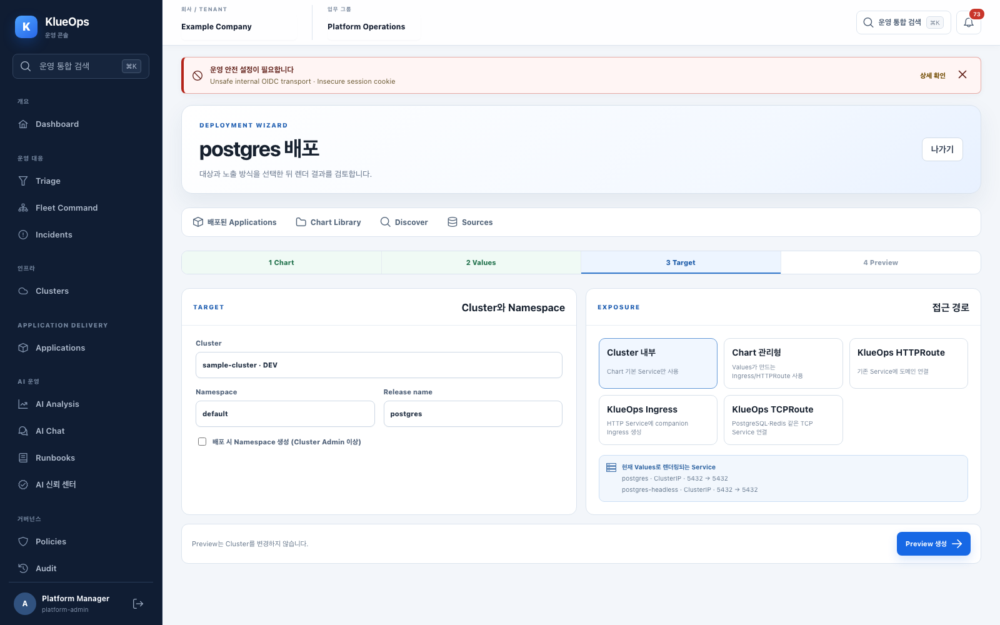 K
KlueOps
운영 콘솔
운영 통합 검색
⌘K
개요
Dashboard
운영 대응
Triage
Fleet Command
Incidents
인프라
Clusters
APPLICATION DELIVERY
Applications
AI 운영
AI Analysis
AI Chat
Runbooks
AI 신뢰 센터
거버넌스
Policies
Audit
A
Platform Manager
platform-admin
회사 / TENANT
Example Company
업무 그룹
Platform Operations
운영 통합 검색
⌘K
73
운영 안전 설정이 필요합니다
Unsafe internal OIDC transport · Insecure session cookie
상세 확인
DEPLOYMENT WIZARD
postgres 배포
대상과 노출 방식을 선택한 뒤 렌더 결과를 검토합니다.
나가기
배포된 Applications
Chart Library
Discover
Sources
1 Chart
2 Values
3 Target
4 Preview
TARGET
Cluster와 Namespace
Cluster
sample-cluster · DEV
Namespace
Release name
default
postgres
배포 시 Namespace 생성 (Cluster Admin 이상)
EXPOSURE
접근 경로
Cluster 내부
Chart 기본 Service만 사용
Chart 관리형
Values가 만드는
Ingress/HTTPRoute 사용
KlueOps HTTPRoute
기존 Service에 도메인 연결
KlueOps Ingress
HTTP Service에 companion
Ingress 생성
KlueOps TCPRoute
PostgreSQL·Redis 같은 TCP
Service 연결
현재 Values로 렌더링되는 Service
postgres · ClusterIP · 5432 → 5432
postgres-headless · ClusterIP · 5432 → 5432
Preview는 Cluster를 변경하지 않습니다.
Preview 생성